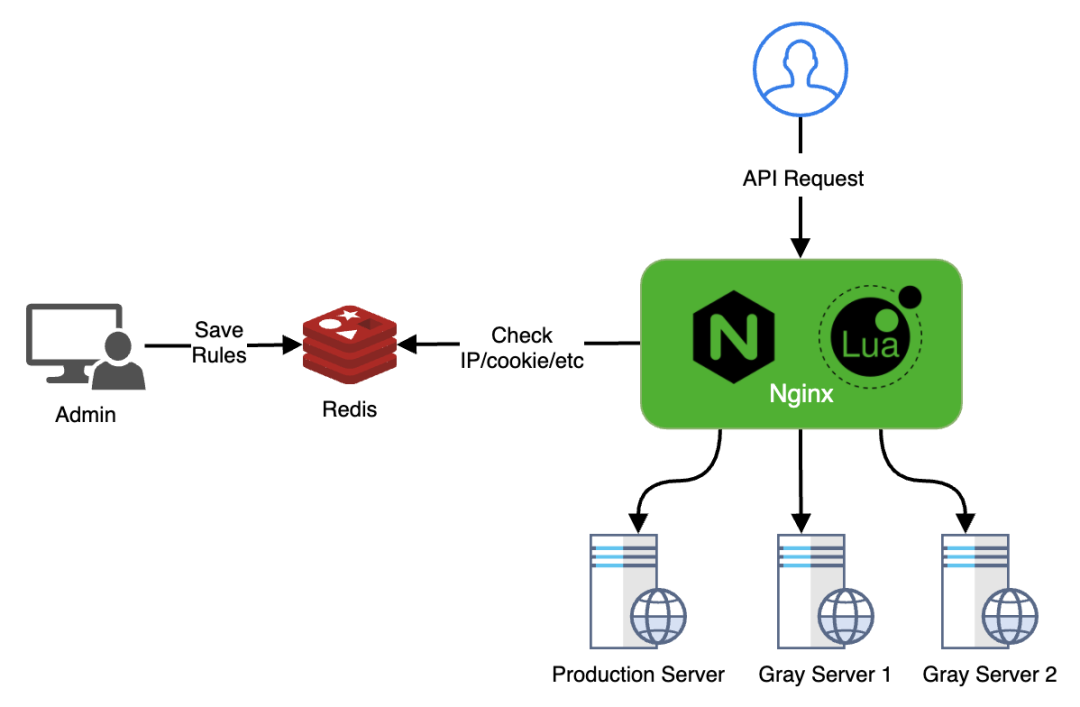 API Request
Save
Rules
Check
IP/cookie/etc
Lua
Nginx
Admin
Redis
Production Server
Gray Server 1
Gray Server 2